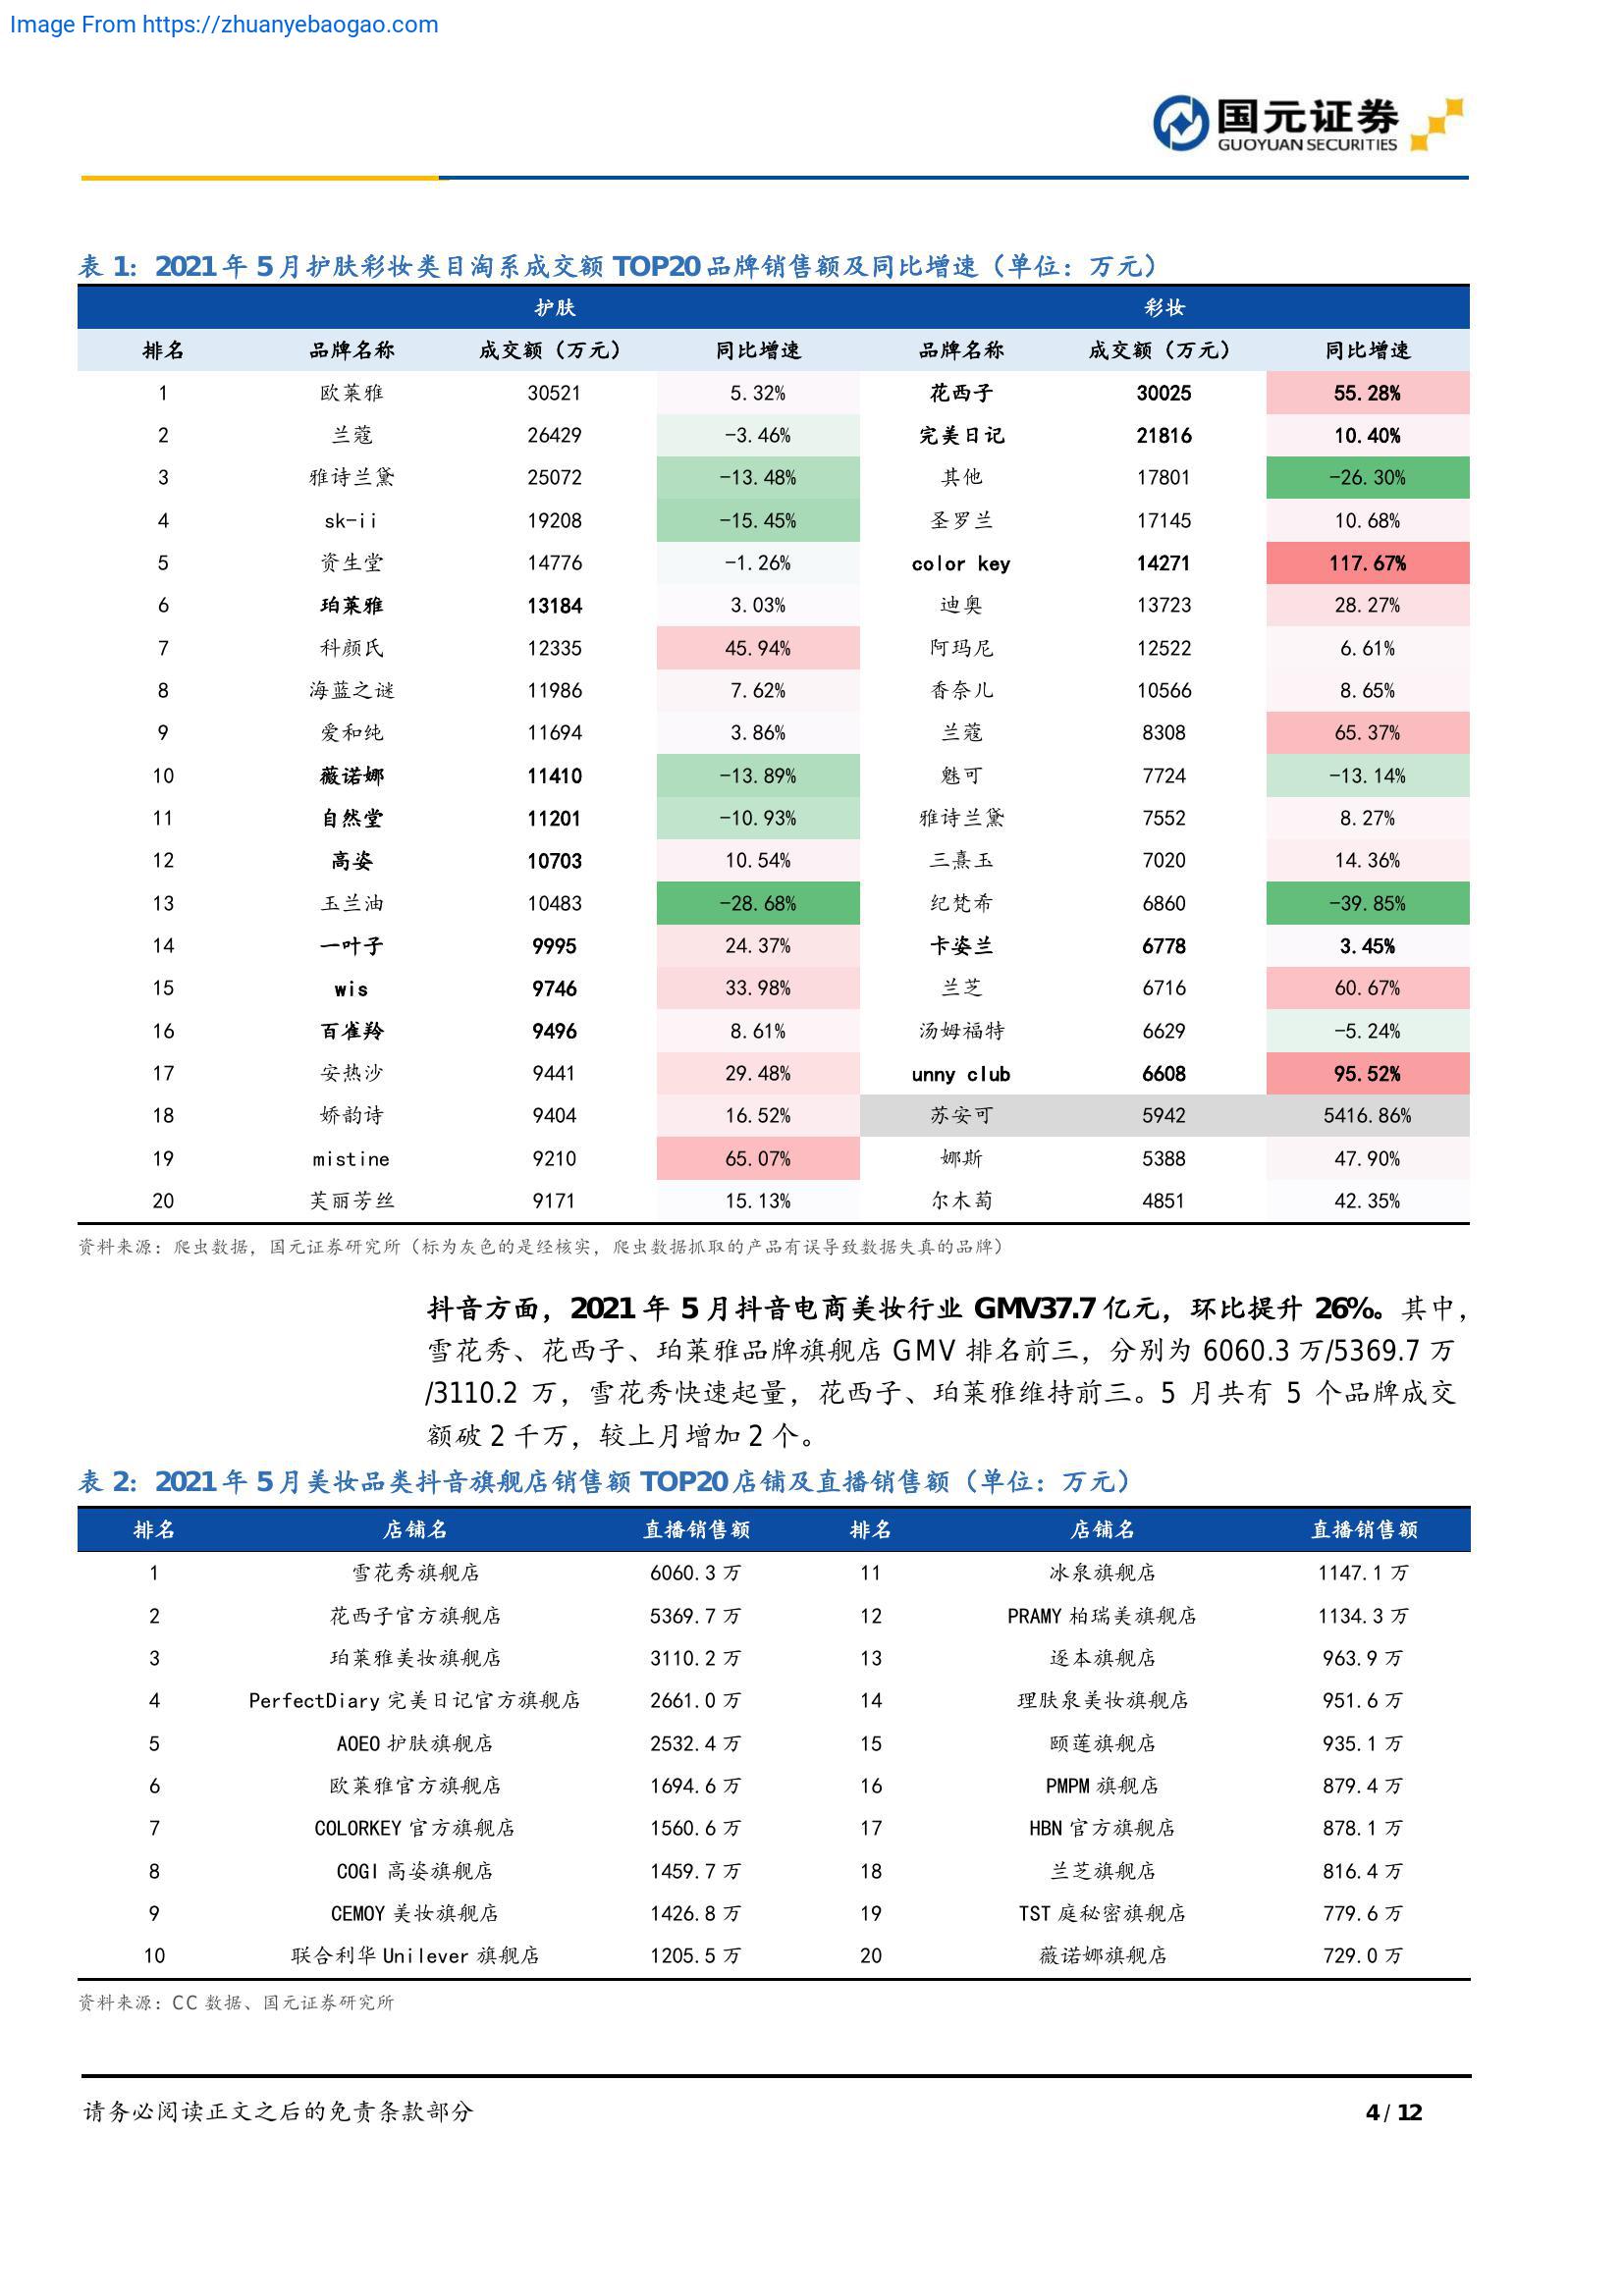 Image From https://zhuanyebaogao.com
国元证券
GUOYUAN SECURITIES
表 1：2021 年 5 月护肤彩妆类目淘系成交额 TOP20 品牌销售额及同比增速（单位：万元）
护肤 彩妆
排名 品牌名称 成交额（万元） 同比增速 品牌名称 成交额（万元） 同比增速
1 欧莱雅 30521 5.32% 花西子 30025 55.28%
2 兰蔻 26429 -3.46% 完美日记 21816 10.40%
3 雅诗兰黛 25072 -13.48% 其他 17801 -26.30%
4 sk-ii 19208 -15.45% 圣罗兰 17145 10.68%
5 资生堂 14776 -1.26% color key 14271 117.67%
6 珀莱雅 13184 3.03% 迪奥 13723 28.27%
7 科颜氏 12335 45.94% 阿玛尼 12522 6.61%
8 海蓝之谜 11986 7.62% 香奈儿 10566 8.65%
9 爱和纯 11694 3.86% 兰蔻 8308 65.37%
10 薇诺娜 11410 -13.89% 魅可 7724 -13.14%
11 自然堂 11201 -10.93% 雅诗兰黛 7552 8.27%
12 高姿 10703 10.54% 三熹玉 7020 14.36%
13 玉兰油 10483 -28.68% 纪梵希 6860 -39.85%
14 一叶子 9995 24.37% 卡姿兰 6778 3.45%
15 wis 9746 33.98% 兰芝 6716 60.67%
16 百雀羚 9496 8.61% 汤姆福特 6629 -5.24%
17 安热沙 9441 29.48% unny club 6608 95.52%
18 娇韵诗 9404 16.52% 苏安可 5942 5416.86%
19 mistine 9210 65.07% 娜斯 5388 47.90%
20 芙丽芳丝 9171 15.13% 尔木萄 4851 42.35%
资料来源：爬虫数据，国元证券研究所（标为灰色的是经核实，爬虫数据抓取的产品有误导致数据失真的品牌）
抖音方面，2021 年 5 月抖音电商美妆行业 GMV37.7 亿元，环比提升 26%。其中，
雪花秀、花西子、珀莱雅品牌旗舰店 GMV 排名前三，分别为 6060.3 万/5369.7 万
/3110.2 万，雪花秀快速起量，花西子、珀莱雅维持前三。5 月共有 5 个品牌成交
额破 2 千万，较上月增加 2 个。
表 2：2021 年 5 月美妆品类抖音旗舰店销售额 TOP20 店铺及直播销售额（单位：万元）
排名 店铺名 直播销售额 排名 店铺名 直播销售额
1 雪花秀旗舰店 6060.3 万 11 冰泉旗舰店 1147.1 万
2 花西子官方旗舰店 5369.7 万 12 PRAMY 柏瑞美旗舰店 1134.3 万
3 珀莱雅美妆旗舰店 3110.2 万 13 逐本旗舰店 963.9 万
4 PerfectDiary 完美日记官方旗舰店 2661.0 万 14 理肤泉美妆旗舰店 951.6 万
5 AOEO 护肤旗舰店 2532.4 万 15 颐莲旗舰店 935.1 万
6 欧莱雅官方旗舰店 1694.6 万 16 PMPM 旗舰店 879.4 万
7 COLORKEY 官方旗舰店 1560.6 万 17 HBN 官方旗舰店 878.1 万
8 COGI 高姿旗舰店 1459.7 万 18 兰芝旗舰店 816.4 万
9 CEMOY 美妆旗舰店 1426.8 万 19 TST 庭秘密旗舰店 779.6 万
10 联合利华 Unilever 旗舰店 1205.5 万 20 薇诺娜旗舰店 729.0 万
资料来源：CC 数据、国元证券研究所
请务必阅读正文之后的免责条款部分 4 / 12